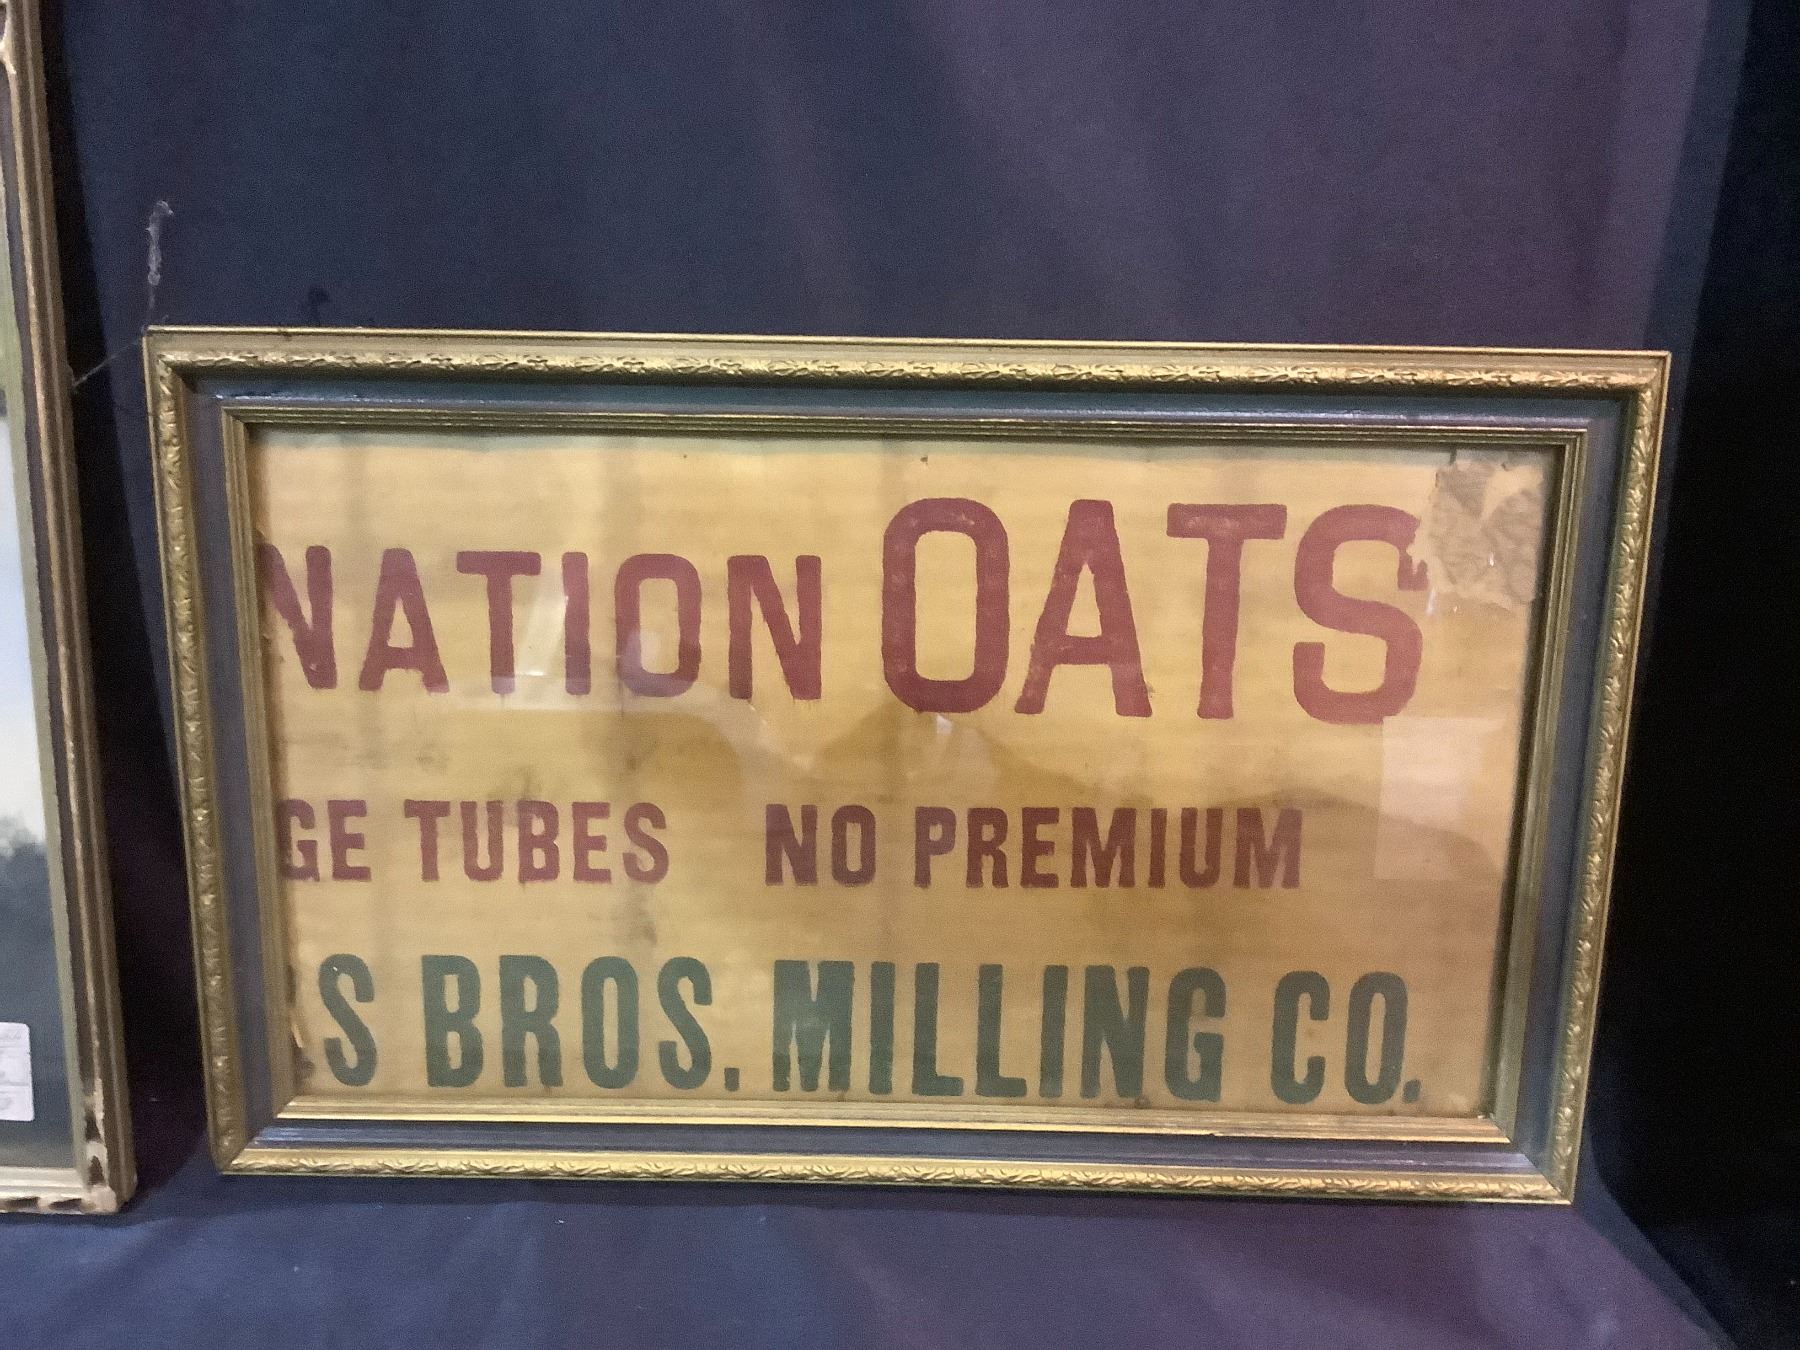 NATION OATS
GE TUBES NO PREMIUM
S BROS. MILLING CO.